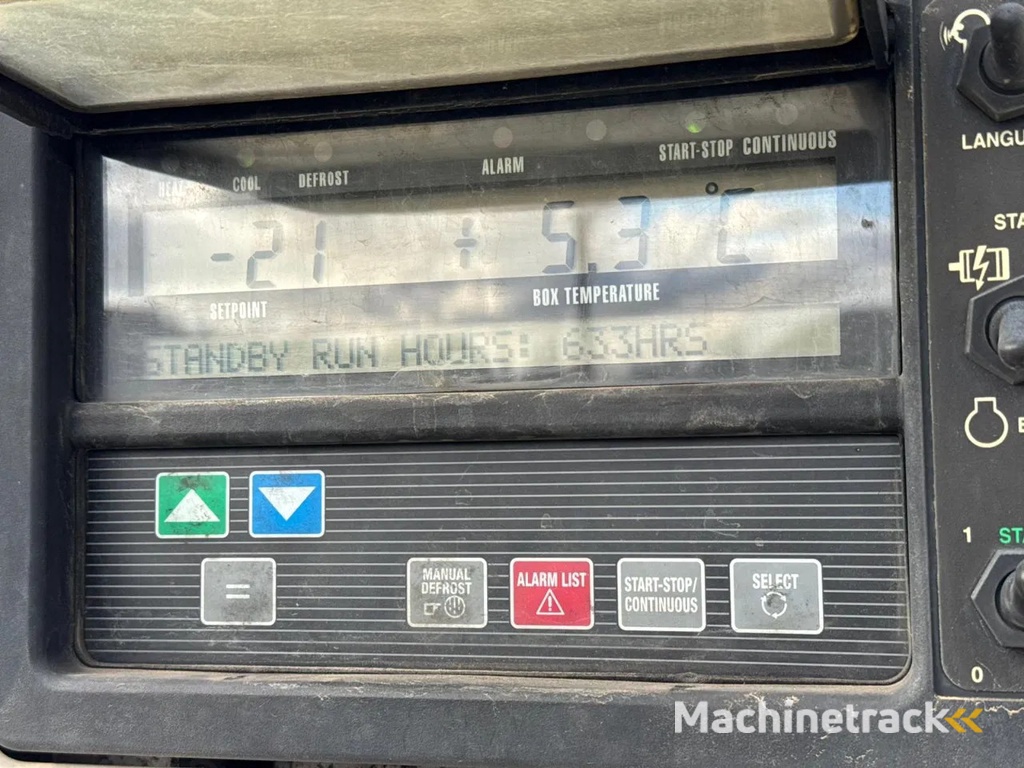 HEAT COOL DEFROST ALARM START-STOP CONTINUOUS
-21 + 5.3 °C
SETPOINT BOX TEMPERATURE
STANDBY RUN HOURS: 633HRS
=
MANUAL DEFROST
ALARM LIST
START-STOP/
CONTINUOUS
SELECT
1
0
Machinetrack